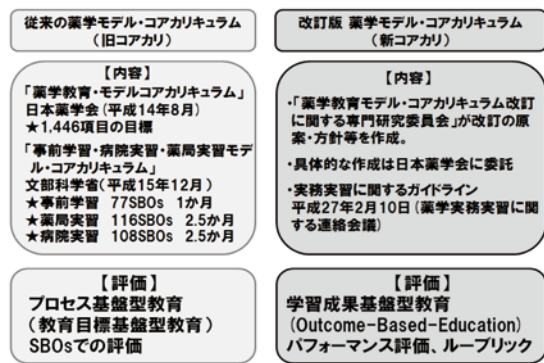 従来の薬学モデル・コアカリキュラム
（旧コアカリ）
【内容】
「薬学教育・モデルコアカリキュラム」
日本薬学会（平成14年8月）
★1,446項目の目標
「事前学習・病院実習・薬局実習モデ
ル・コアカリキュラム」
文部科学省（平成15年12月）
★事前学習 77SBOs 1か月
★薬局実習 116SBOs 2.5か月
★病院実習 108SBOs 2.5か月
【評価】
プロセス基盤型教育
（教育目標基盤型教育）
SBOsでの評価
改訂版 薬学モデル・コアカリキュラム
（新コアカリ）
【内容】
・「薬学教育モデル・コアカリキュラム改訂
に関する専門研究委員会」が改訂の原
案・方針等を作成。
・具体的な作成は日本薬学会に委託
・実務実習に関するガイドライン
平成27年2月10日（薬学実務実習に関
する連絡会議）
【評価】
学習成果基盤型教育
(Outcome-Based-Education)
パフォーマンス評価、ルーブリック